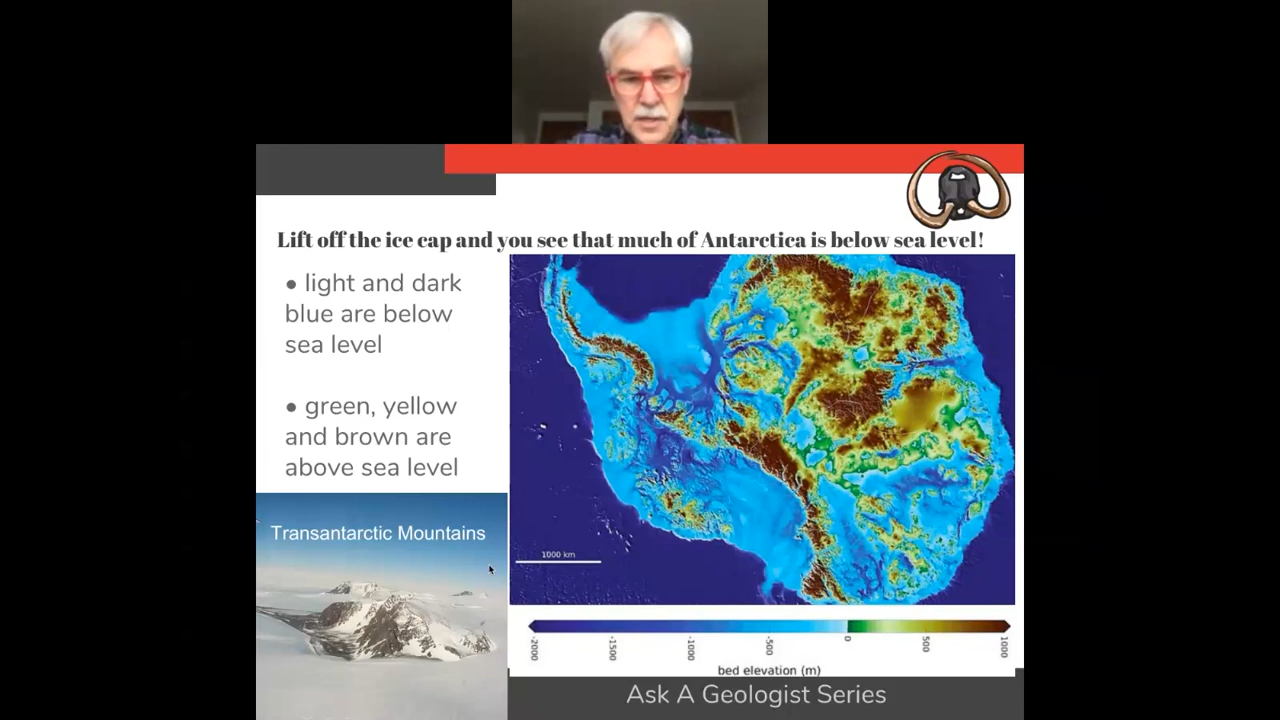 Lift off the ice cap and you see that much of Antarctica is below sea level!
• light and dark
blue are below
sea level
• green, yellow
and brown are
above sea level
Transantarctic Mountains
1000 km
-2000
-1500
-1000
-500
0
500
1000
bed elevation (m)
Ask A Geologist Series